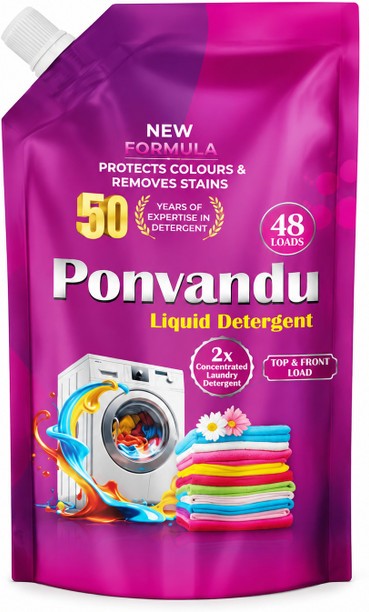 NEW
FORMULA
PROTECTS COLOURS &
REMOVES STAINS
50
YEARS OF
EXPERTISE IN
DETERGENT
48
LOADS
Ponvandu
Liquid Detergent
2x
Concentrated
Laundry
Detergent
TOP & FRONT
LOAD